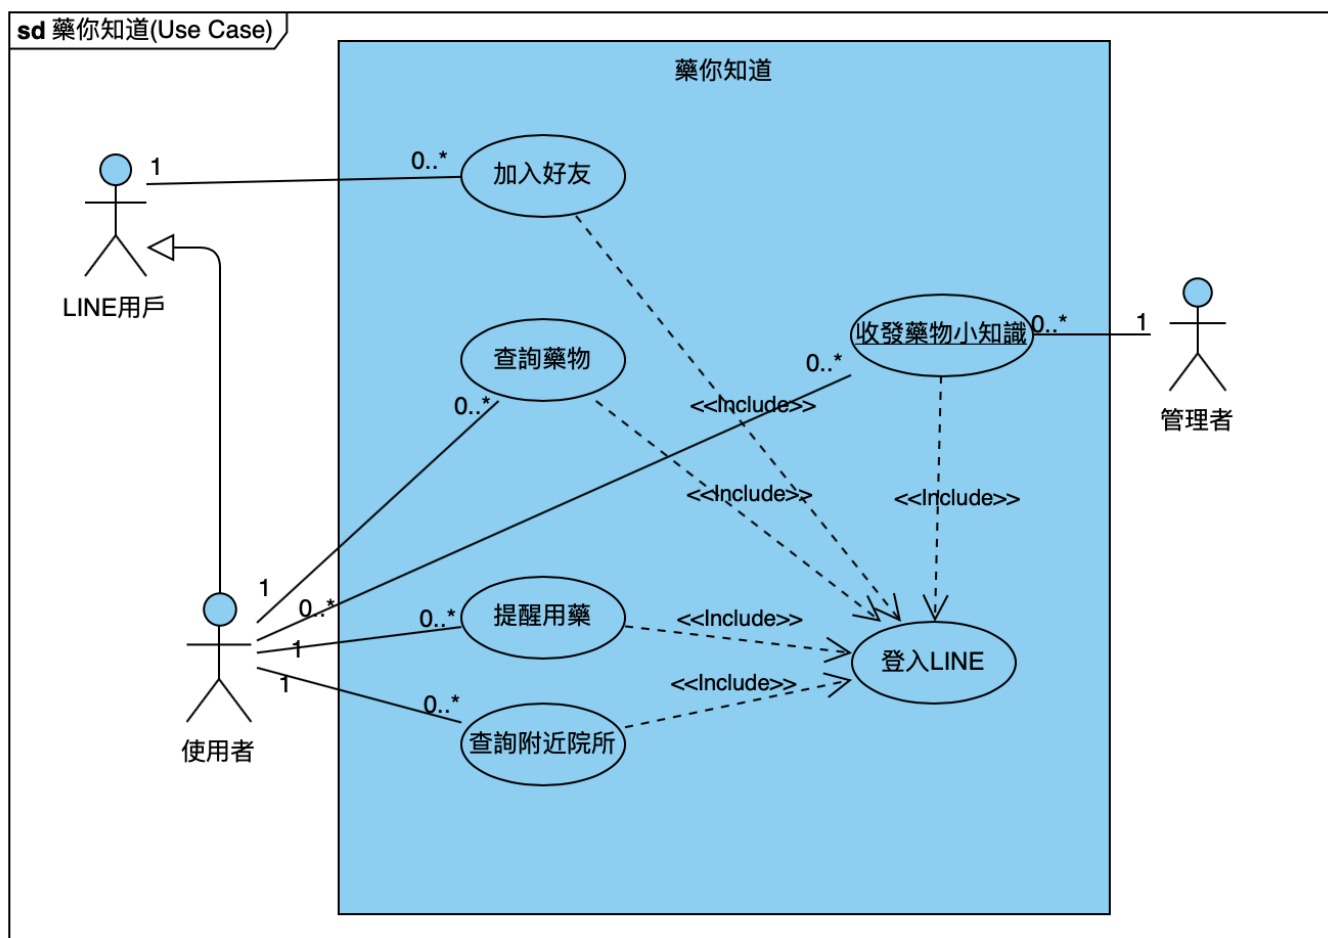 sd 藥你知道(Use Case)
藥你知道
1
0..*
加入好友
LINE用戶
查詢藥物
0..*
收發藥物小知識
0..*
1
0..*
管理者
<<Include>>
<<Include>>
<<Include>>
1
0..*
1
0..*
提醒用藥
<<Include>>
登入LINE
1
0..*
<<Include>>
查詢附近院所
使用者